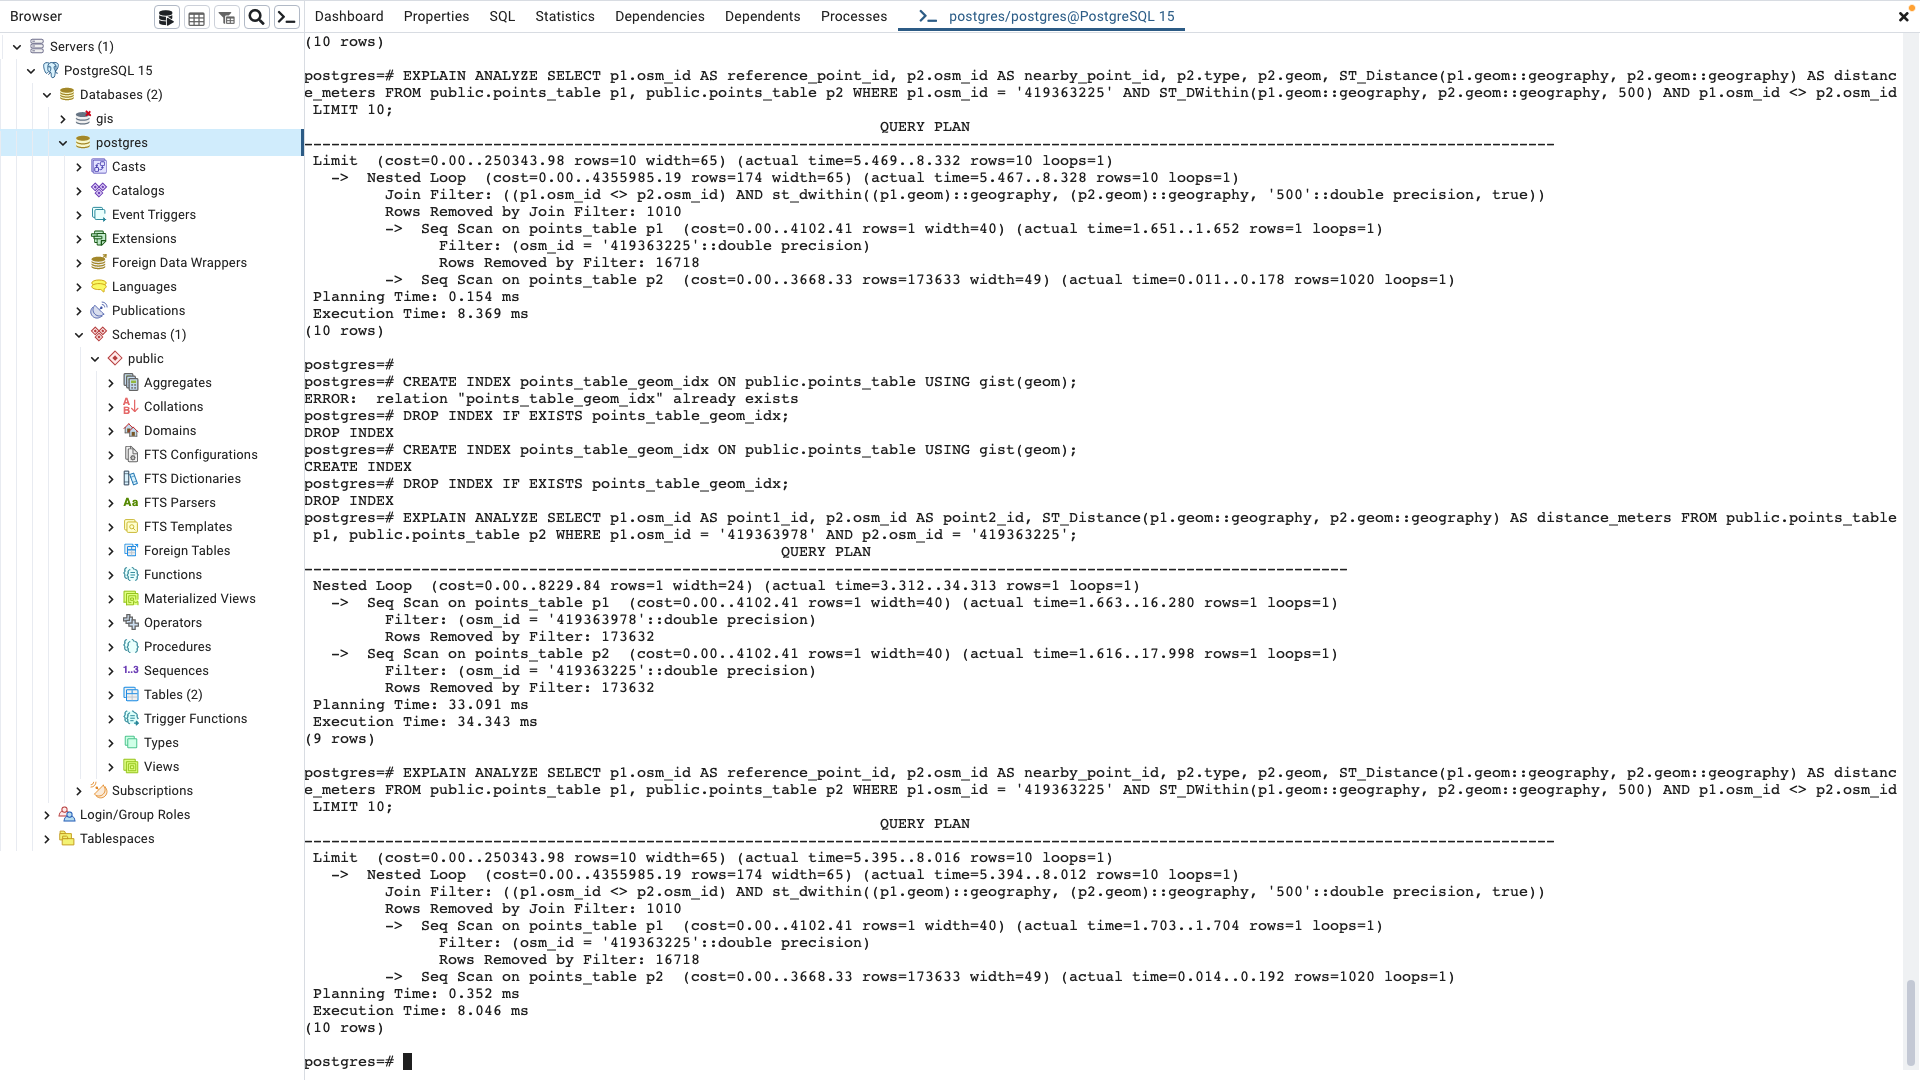 Browser
Dashboard Properties SQL Statistics Dependencies Dependents Processes postgres/postgres@PostgreSQL 15
Servers (1)
PostgreSQL 15
Databases (2)
gis
postgres
Casts
Catalogs
Event Triggers
Extensions
Foreign Data Wrappers
Languages
Publications
Schemas (1)
public
Aggregates
Collations
Domains
FTS Configurations
FTS Dictionaries
Aa FTS Parsers
FTS Templates
Foreign Tables
Functions
Materialized Views
Operators
Procedures
1..3 Sequences
Tables (2)
Trigger Functions
Types
Views
Subscriptions
Login/Group Roles
Tablespaces
(10 rows)
postgres=# EXPLAIN ANALYZE SELECT p1.osm_id AS reference_point_id, p2.osm_id AS nearby_point_id, p2.type, p2.geom, ST_Distance(p1.geom::geography, p2.geom::geography) AS distanc
e_meters FROM public.points_table p1, public.points_table p2 WHERE p1.osm_id = '419363225' AND ST_DWithin(p1.geom::geography, p2.geom::geography, 500) AND p1.osm_id <> p2.osm_id
LIMIT 10;
QUERY PLAN
-------------------------------------------------------------------------------------------------------------------------------------------
Limit (cost=0.00..250343.98 rows=10 width=65) (actual time=5.469..8.332 rows=10 loops=1)
-> Nested Loop (cost=0.00..4355985.19 rows=174 width=65) (actual time=5.467..8.328 rows=10 loops=1)
Join Filter: ((p1.osm_id <> p2.osm_id) AND st_dwithin((p1.geom)::geography, (p2.geom)::geography, '500'::double precision, true))
Rows Removed by Join Filter: 1010
-> Seq Scan on points_table p1 (cost=0.00..4102.41 rows=1 width=40) (actual time=1.651..1.652 rows=1 loops=1)
Filter: (osm_id = '419363225'::double precision)
Rows Removed by Filter: 16718
-> Seq Scan on points_table p2 (cost=0.00..3668.33 rows=173633 width=49) (actual time=0.011..0.178 rows=1020 loops=1)
Planning Time: 0.154 ms
Execution Time: 8.369 ms
(10 rows)
postgres=#
postgres=# CREATE INDEX points_table_geom_idx ON public.points_table USING gist(geom);
ERROR: relation "points_table_geom_idx" already exists
postgres=# DROP INDEX IF EXISTS points_table_geom_idx;
DROP INDEX
postgres=# CREATE INDEX points_table_geom_idx ON public.points_table USING gist(geom);
CREATE INDEX
postgres=# DROP INDEX IF EXISTS points_table_geom_idx;
DROP INDEX
postgres=# EXPLAIN ANALYZE SELECT p1.osm_id AS point1_id, p2.osm_id AS point2_id, ST_Distance(p1.geom::geography, p2.geom::geography) AS distance_meters FROM public.points_table
p1, public.points_table p2 WHERE p1.osm_id = '419363978' AND p2.osm_id = '419363225';
QUERY PLAN
--------------------------------------------------------------------------------------------------------------------
Nested Loop (cost=0.00..8229.84 rows=1 width=24) (actual time=3.312..34.313 rows=1 loops=1)
-> Seq Scan on points_table p1 (cost=0.00..4102.41 rows=1 width=40) (actual time=1.663..16.280 rows=1 loops=1)
Filter: (osm_id = '419363978'::double precision)
Rows Removed by Filter: 173632
-> Seq Scan on points_table p2 (cost=0.00..4102.41 rows=1 width=40) (actual time=1.616..17.998 rows=1 loops=1)
Filter: (osm_id = '419363225'::double precision)
Rows Removed by Filter: 173632
Planning Time: 33.091 ms
Execution Time: 34.343 ms
(9 rows)
postgres=# EXPLAIN ANALYZE SELECT p1.osm_id AS reference_point_id, p2.osm_id AS nearby_point_id, p2.type, p2.geom, ST_Distance(p1.geom::geography, p2.geom::geography) AS distanc
e_meters FROM public.points_table p1, public.points_table p2 WHERE p1.osm_id = '419363225' AND ST_DWithin(p1.geom::geography, p2.geom::geography, 500) AND p1.osm_id <> p2.osm_id
LIMIT 10;
QUERY PLAN
-------------------------------------------------------------------------------------------------------------------------------------------
Limit (cost=0.00..250343.98 rows=10 width=65) (actual time=5.395..8.016 rows=10 loops=1)
-> Nested Loop (cost=0.00..4355985.19 rows=174 width=65) (actual time=5.394..8.012 rows=10 loops=1)
Join Filter: ((p1.osm_id <> p2.osm_id) AND st_dwithin((p1.geom)::geography, (p2.geom)::geography, '500'::double precision, true))
Rows Removed by Join Filter: 1010
-> Seq Scan on points_table p1 (cost=0.00..4102.41 rows=1 width=40) (actual time=1.703..1.704 rows=1 loops=1)
Filter: (osm_id = '419363225'::double precision)
Rows Removed by Filter: 16718
-> Seq Scan on points_table p2 (cost=0.00..3668.33 rows=173633 width=49) (actual time=0.014..0.192 rows=1020 loops=1)
Planning Time: 0.352 ms
Execution Time: 8.046 ms
(10 rows)
postgres=#